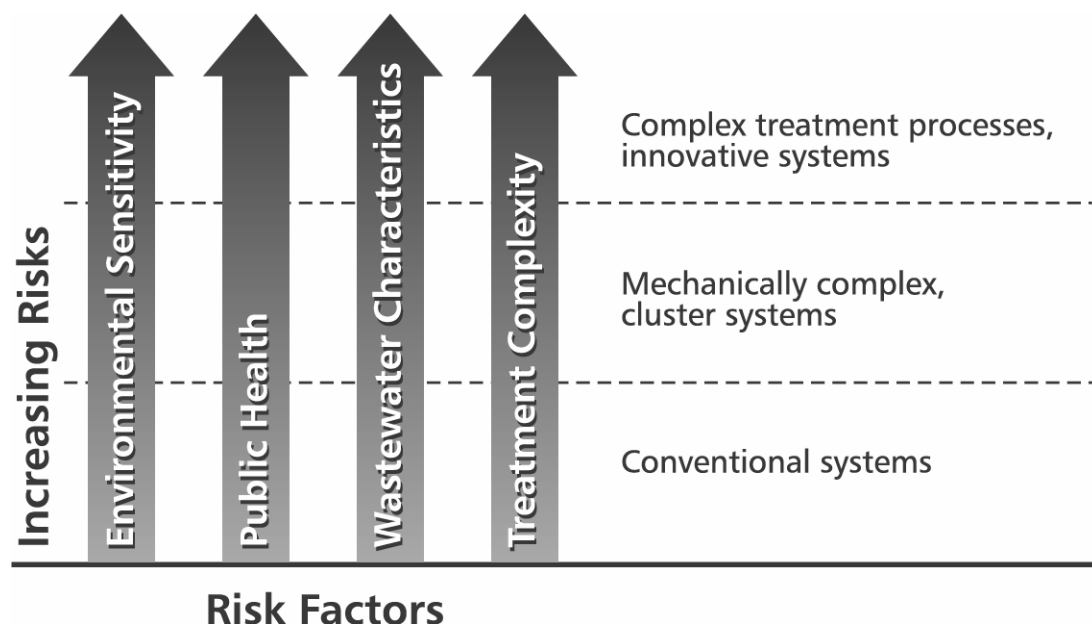 Increasing Risks
Environmental Sensitivity
Public Health
Wastewater Characteristics
Treatment Complexity
Complex treatment processes,
innovative systems
Mechanically complex,
cluster systems
Conventional systems
Risk Factors